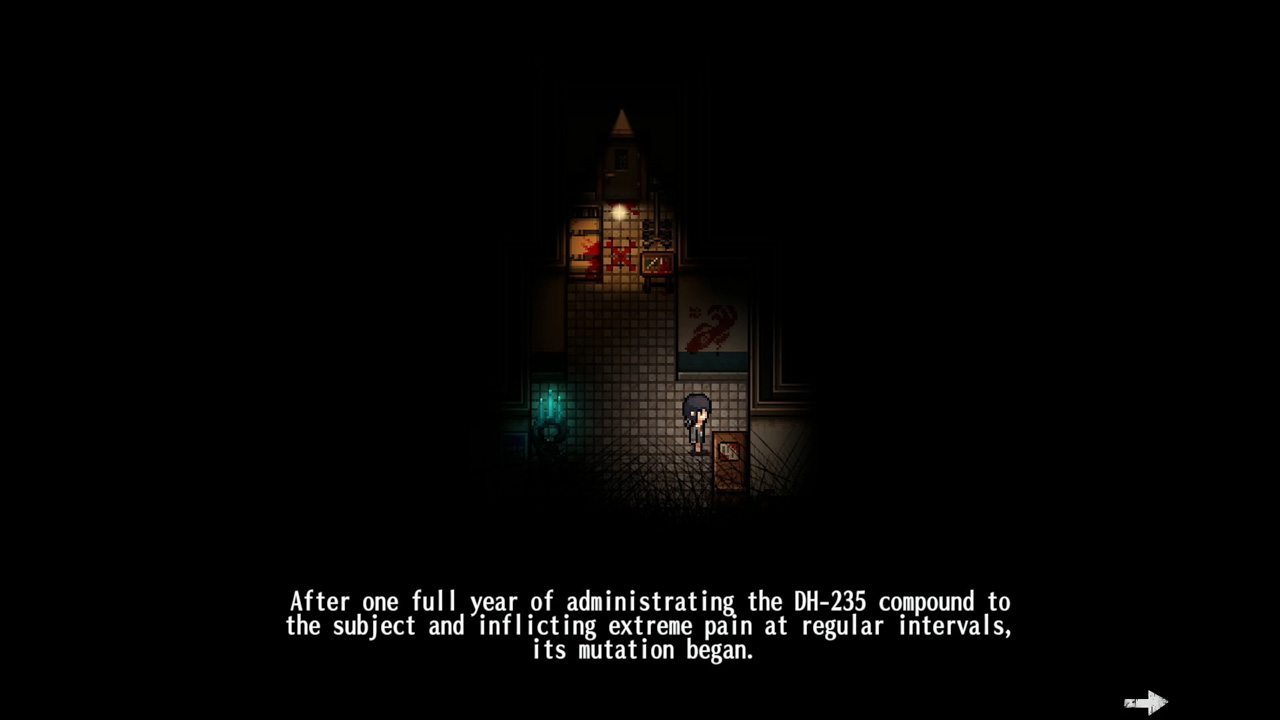 After one full year of administrating the DH-235 compound to
the subject and inflicting extreme pain at regular intervals,
its mutation began.